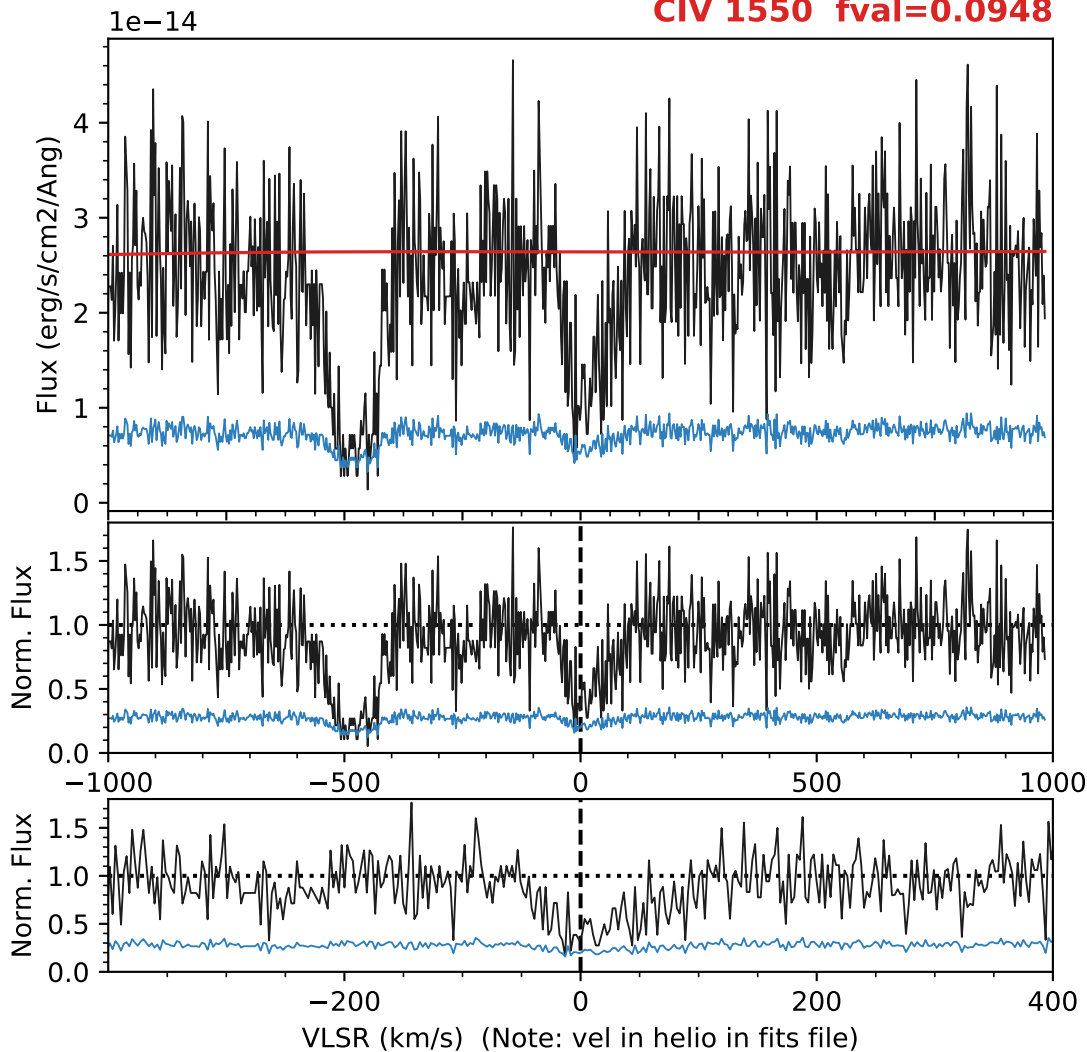 CIV 1550 fval=0.0948
1e−14
Flux (erg/s/cm2/Ang)
4
3
2
1
0
Norm. Flux
1.5
1.0
0.5
0.0
−1000 −500 0 500 1000
Norm. Flux
1.5
1.0
0.5
0.0
−200 0 200 400
VLSR (km/s) (Note: vel in helio in fits file)